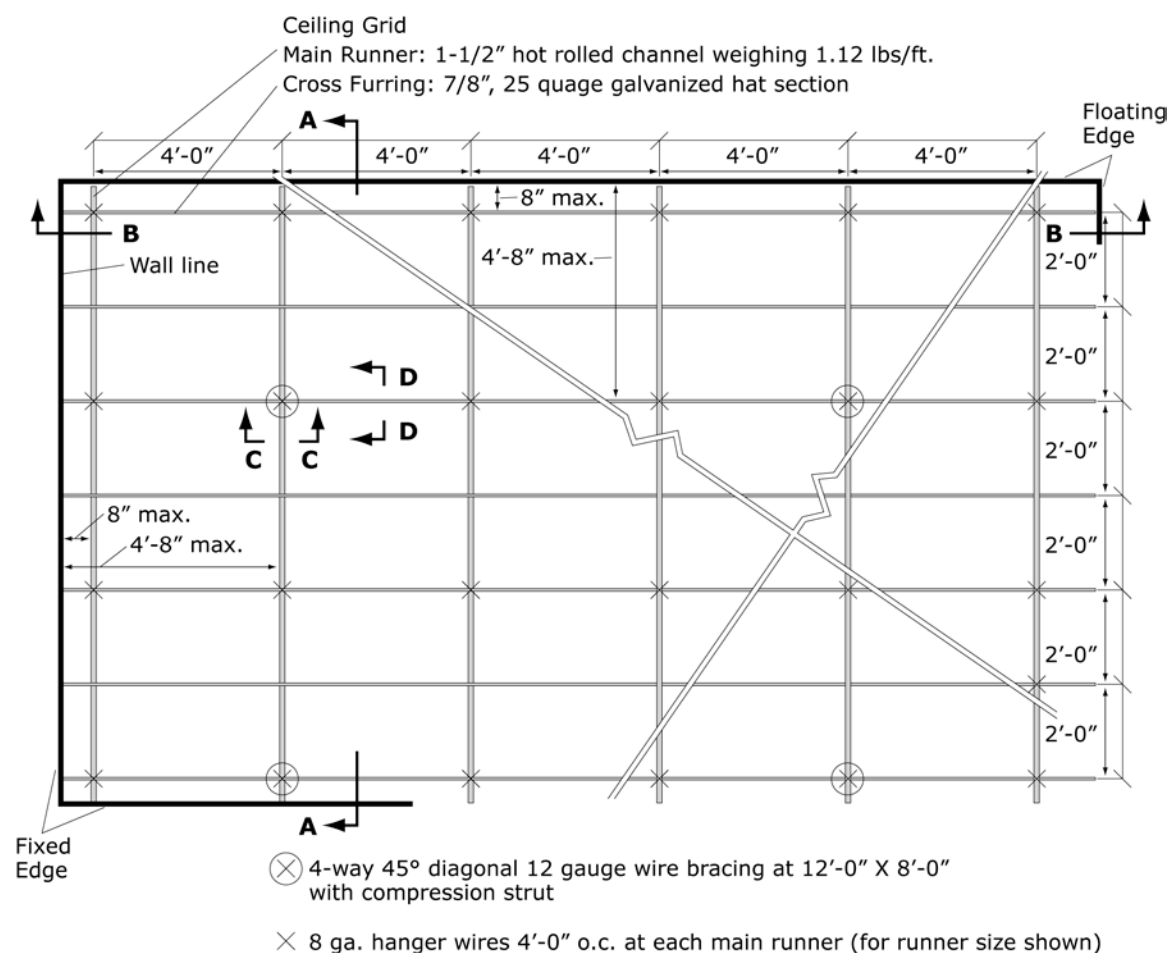 Ceiling Grid
Main Runner: 1-1/2” hot rolled channel weighing 1.12 lbs/ft.
Cross Furring: 7/8”, 25 quage galvanized hat section
A
Floating
Edge
4’-0”
4’-0”
4’-0”
4’-0”
4’-0”
8” max.
B
B
4’-8” max.
2’-0”
Wall line
2’-0”
D
D
C
C
2’-0”
8” max.
4’-8” max.
2’-0”
2’-0”
2’-0”
A
Fixed
Edge
4-way 45° diagonal 12 gauge wire bracing at 12’-0” X 8’-0”
with compression strut
8 ga. hanger wires 4’-0” o.c. at each main runner (for runner size shown)